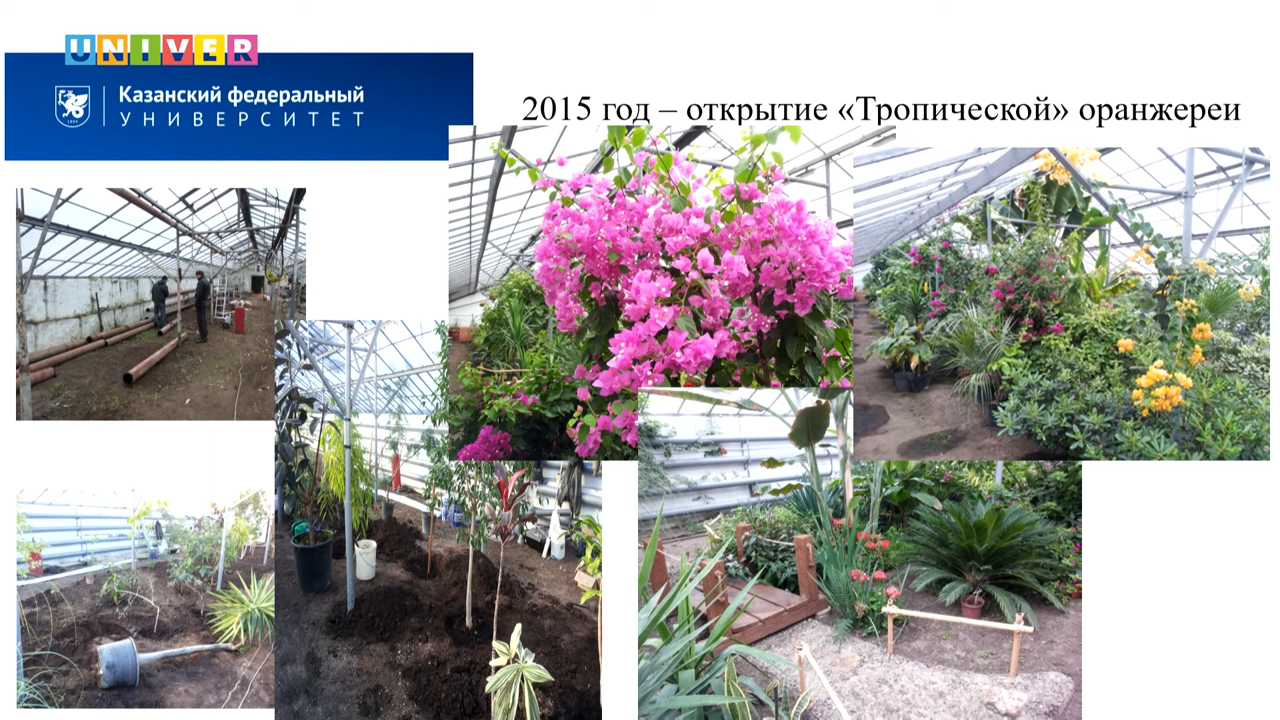 UNIVER
Казанский федеральный
УНИВЕРСИТЕТ
2015 год – открытие «Тропической» оранжереи